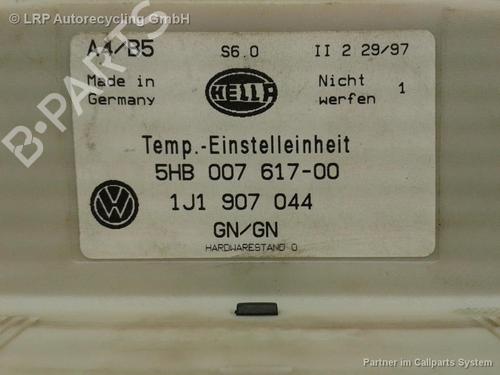 © LRP Autorecycling GmbH
A4/B5 S6.0 II 2 29/97
Made in Germany
HELLA
Nicht werfen 1
Temp.-Einstelleinheit
5HB 007 617-00
1J1 907 044
GN/GN
HARDWARESTAND 0
B-PARTS
Partner im Callparts System